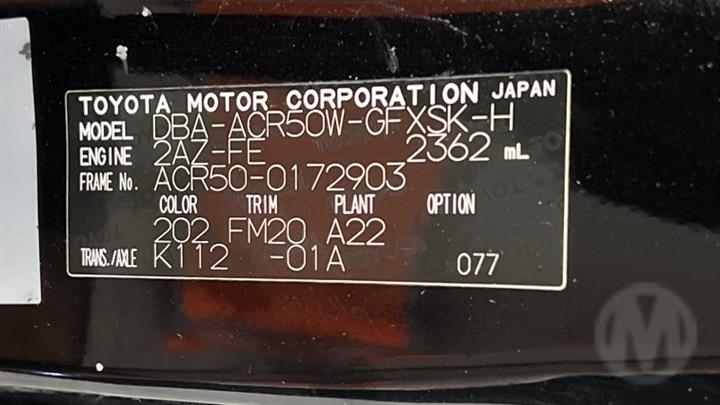 TOYOTA MOTOR CORPORATION JAPAN
MODEL DBA-ACR50W-GFXSK-H
ENGINE 2AZ-FE 2362 mL
FRAME No. ACR50-0172903
COLOR TRIM PLANT OPTION
202 FM20 A22
TRANS./AXLE K112 -01A 077
M